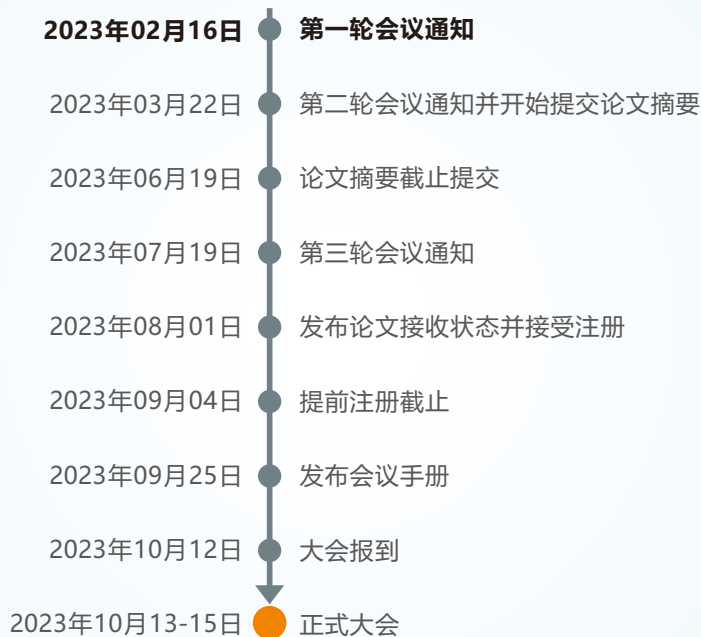 2023年02月16日 第一轮会议通知
2023年03月22日 第二轮会议通知并开始提交论文摘要
2023年06月19日 论文摘要截止提交
2023年07月19日 第三轮会议通知
2023年08月01日 发布论文接收状态并接受注册
2023年09月04日 提前注册截止
2023年09月25日 发布会议手册
2023年10月12日 大会报到
2023年10月13-15日 正式大会